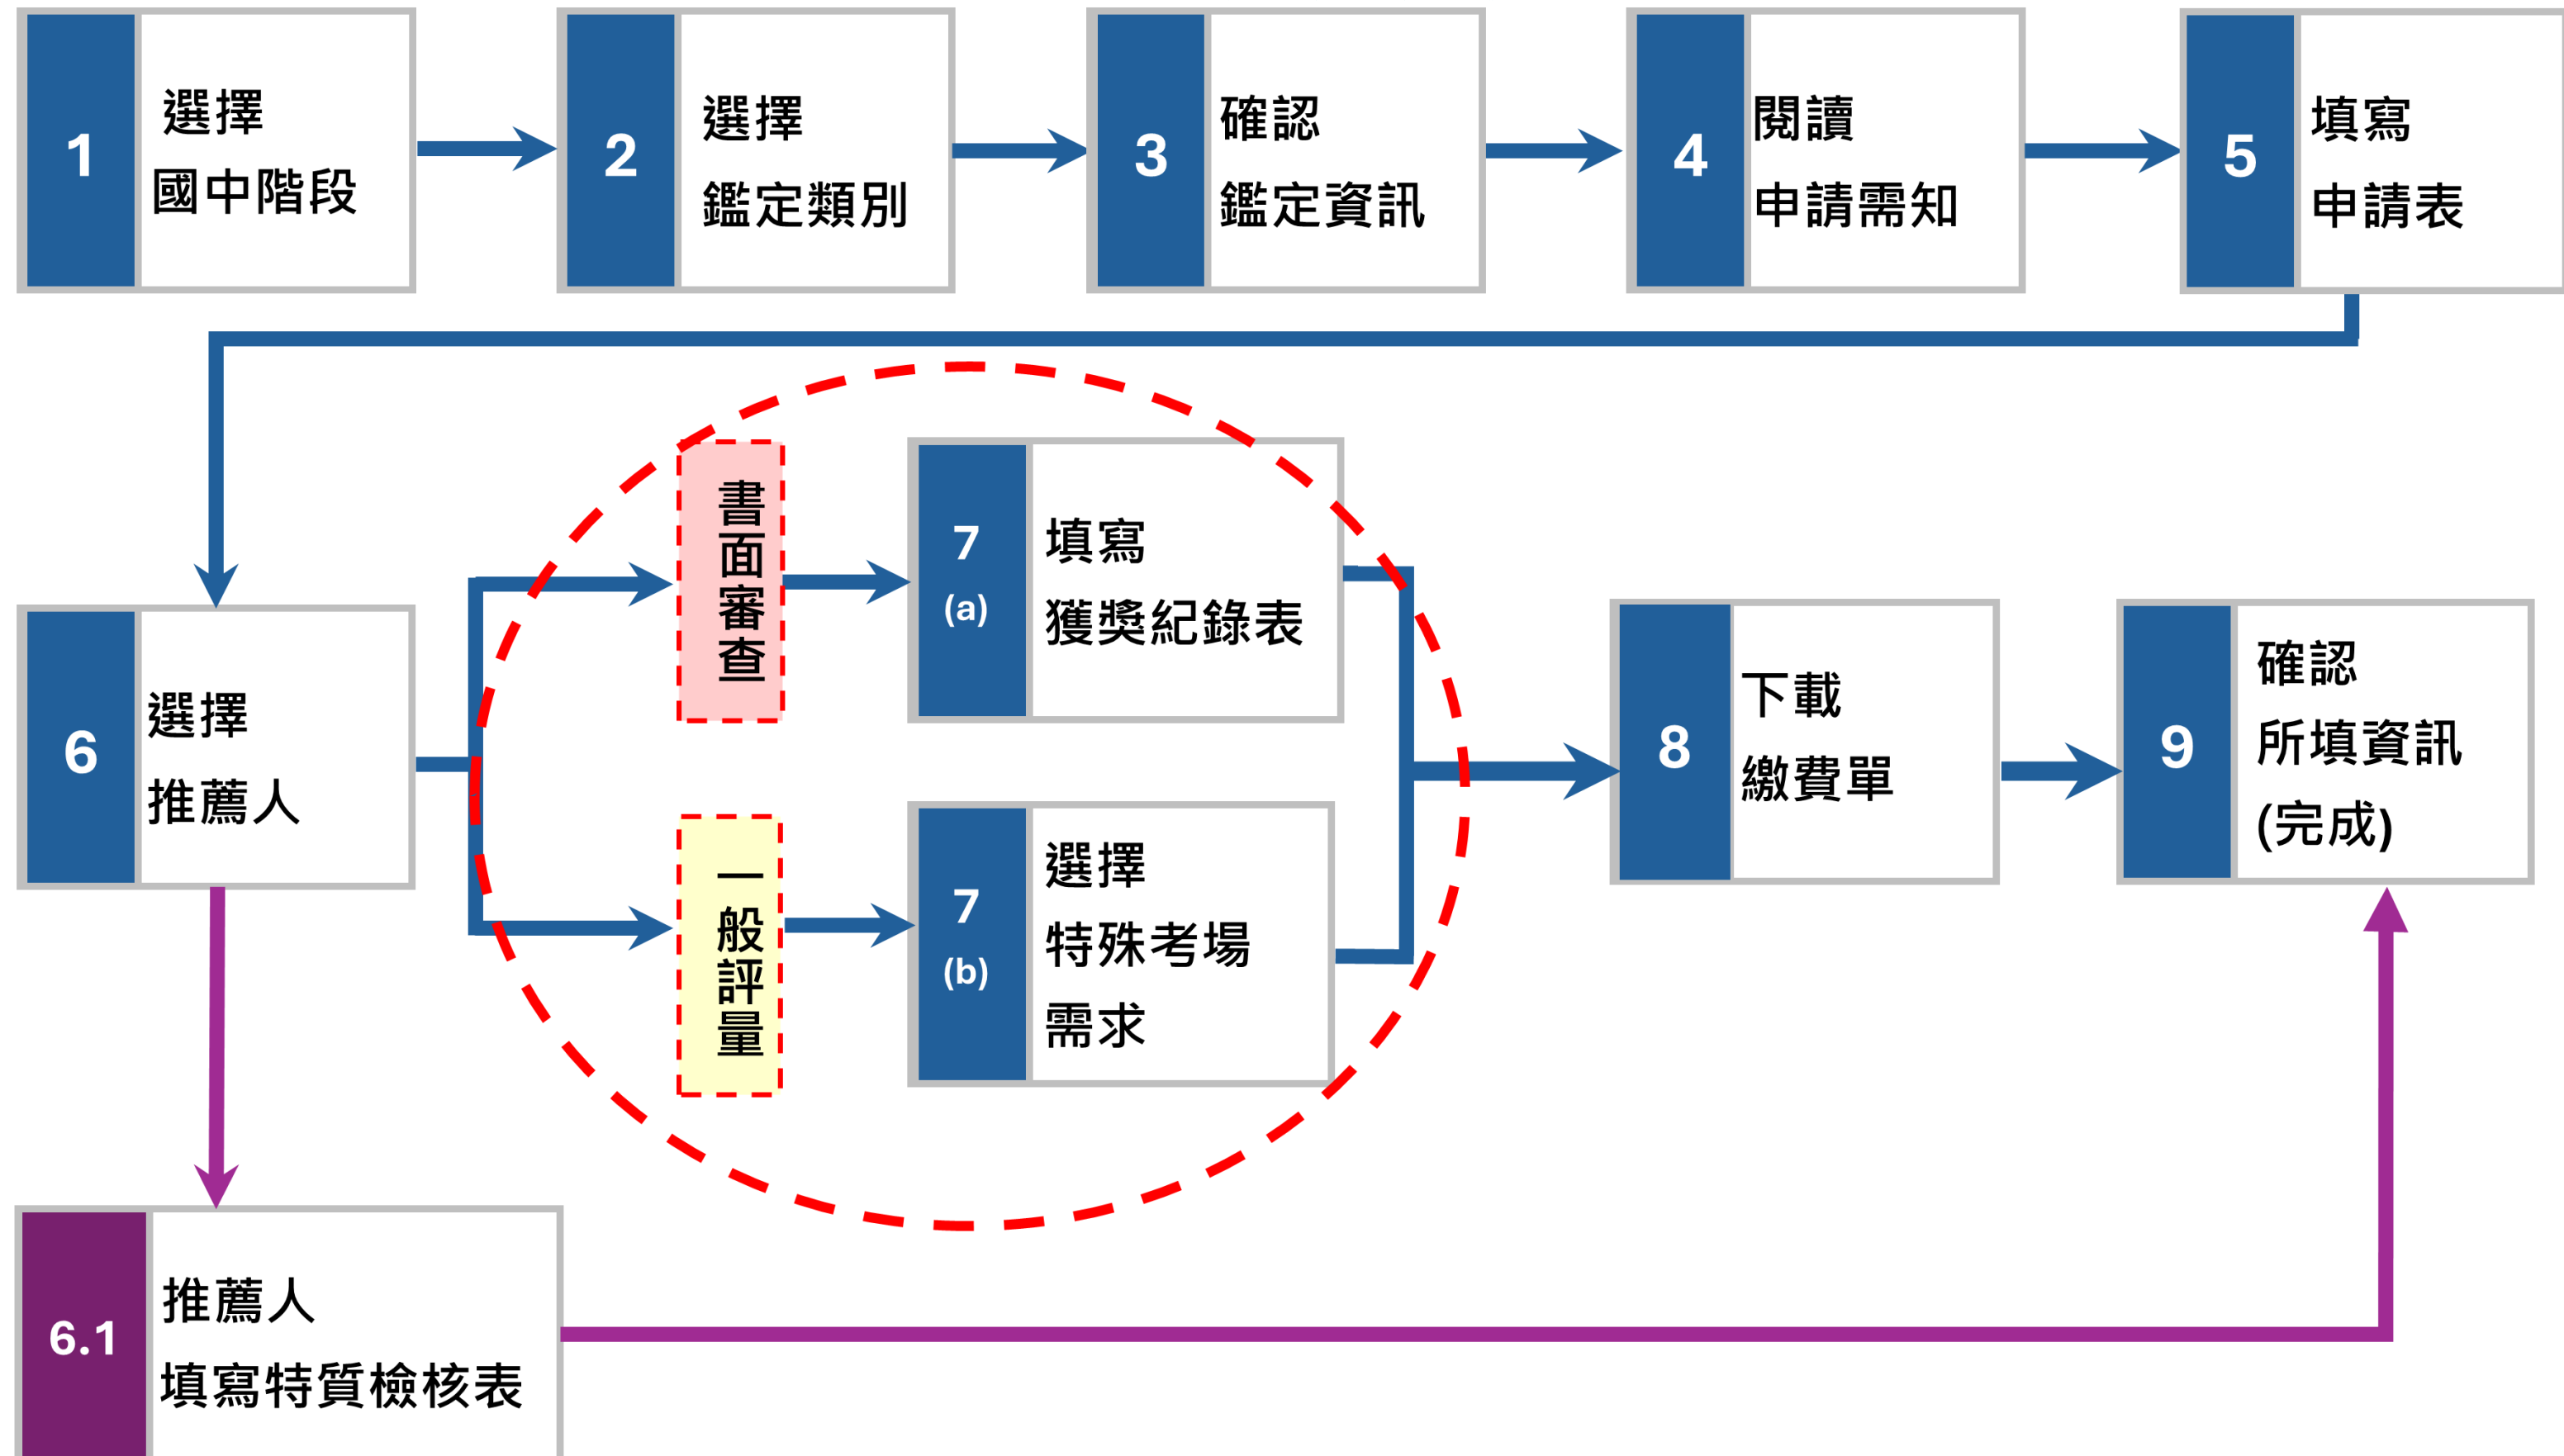 1
選擇
國中階段
2
選擇
鑑定類別
3
確認
鑑定資訊
4
閱讀
申請需知
5
填寫
申請表
6
選擇
推薦人
書面審查
7
(a)
填寫
獲獎紀錄表
一般評量
7
(b)
選擇
特殊考場
需求
8
下載
繳費單
9
確認
所填資訊
(完成)
6.1
推薦人
填寫特質檢核表